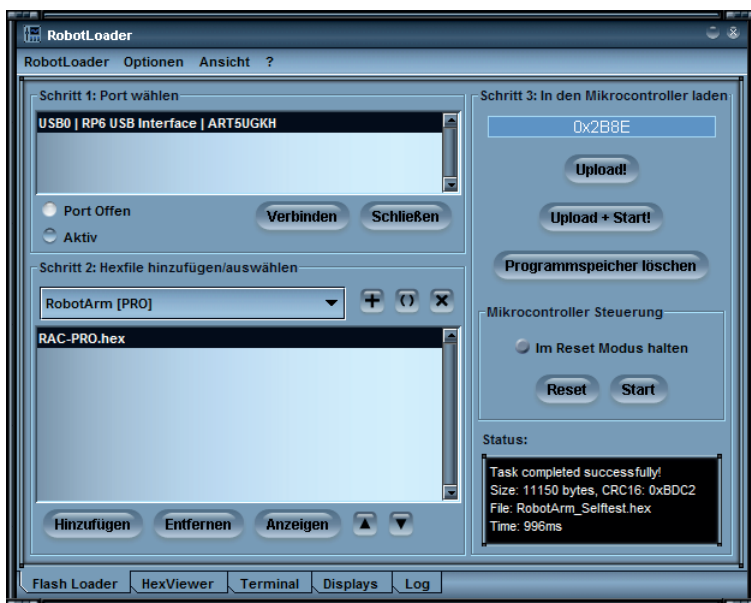 RobotLoader
RobotLoader Optionen Ansicht ?
Schritt 1: Port wählen
USB0 | RP6 USB Interface | ART5UGKH
Port Offen
Aktiv
Verbinden Schließen
Schritt 2: Hexfile hinzufügen/auswählen
RobotArm [PRO]
RAC-PRO.hex
Hinzufügen Entfernen Anzeigen
Schritt 3: In den Mikrocontroller laden
0x2B8E
Upload!
Upload + Start!
Programmspeicher löschen
Mikrocontroller Steuerung
Im Reset Modus halten
Reset Start
Status:
Task completed successfully!
Size: 11150 bytes, CRC16: 0xBDC2
File: RobotArm_Selftest.hex
Time: 996ms
Flash Loader HexViewer Terminal Displays Log